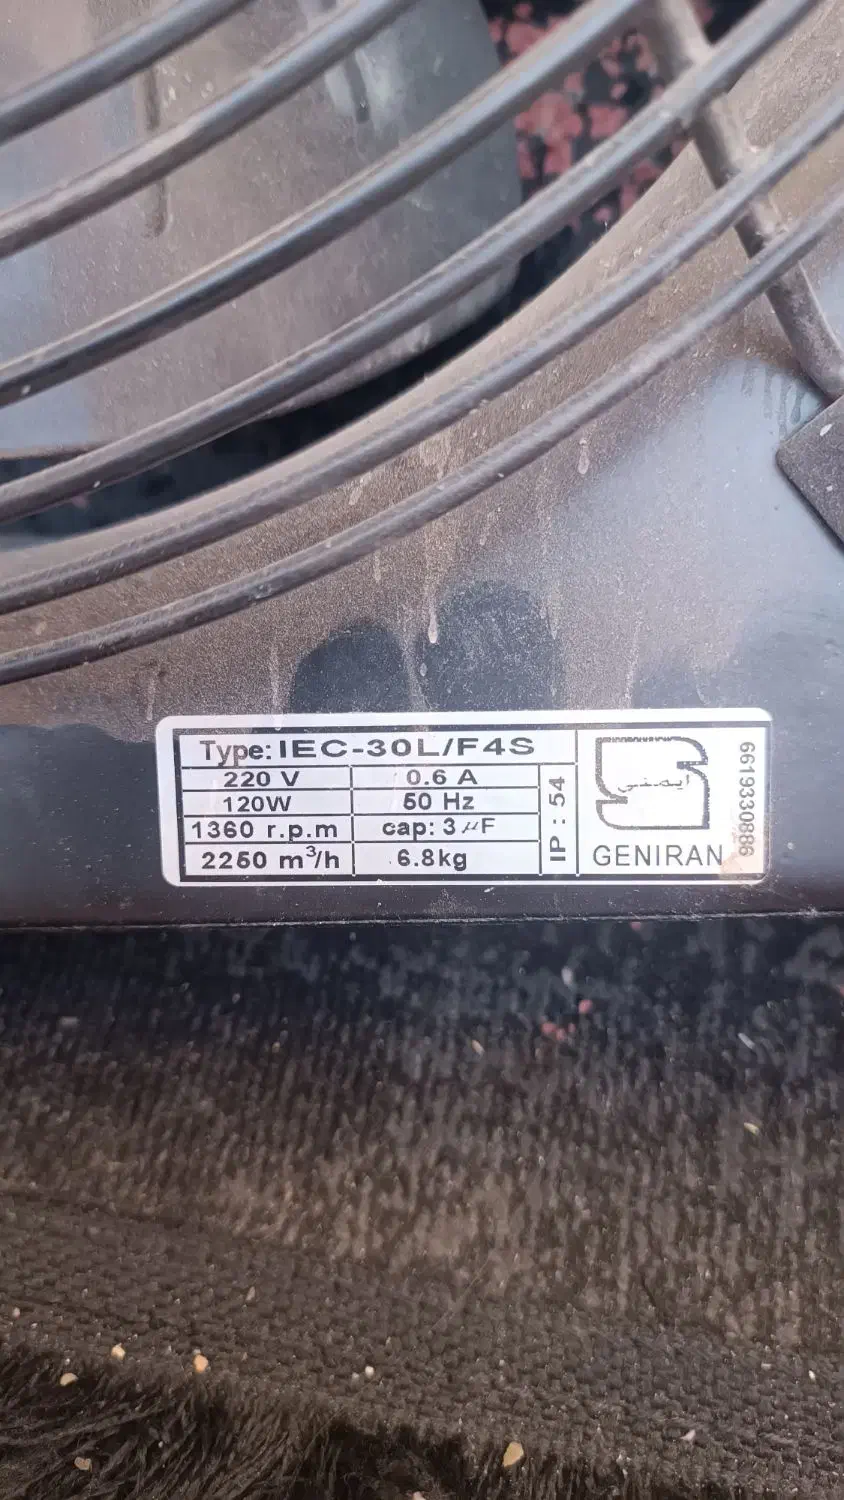 Type: IEC-30L/F4S
220 V 0.6 A
120W 50 Hz
1360 r.p.m cap: 3 µF
2250 m³/h 6.8kg
IP : 54
ایمنی
GENIRAN
6619330886